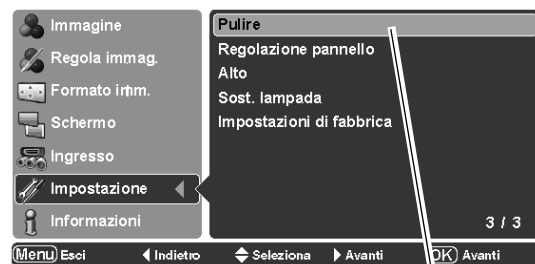 Immagine
Regola immag.
Formato imm.
Schermo
Ingresso
Impostazione
Informazioni
Pulire
Regolazione pannello
Alto
Sost. lampada
Impostazioni di fabbrica
3 / 3
Menu Esci Indietro Seleziona Avanti OK Avanti